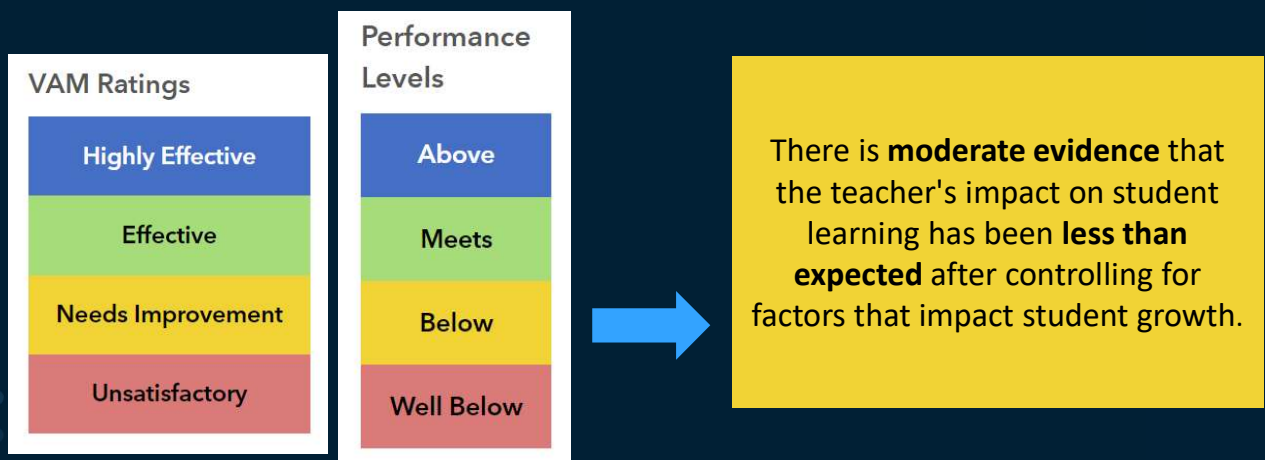 VAM Ratings
Highly Effective
Effective
Needs Improvement
Unsatisfactory
Performance
Levels
Above
Meets
Below
Well Below
There is moderate evidence that
the teacher's impact on student
learning has been less than
expected after controlling for
factors that impact student growth.